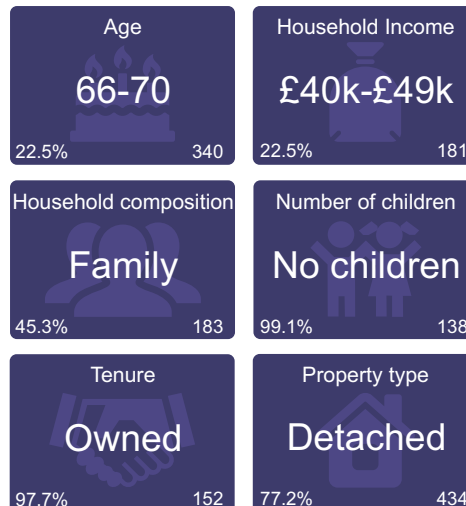 Age
66-70
22.5% 340
Household Income
£40k-£49k
22.5% 181
Household composition
Family
45.3% 183
Number of children
No children
99.1% 138
Tenure
Owned
97.7% 152
Property type
Detached
77.2% 434